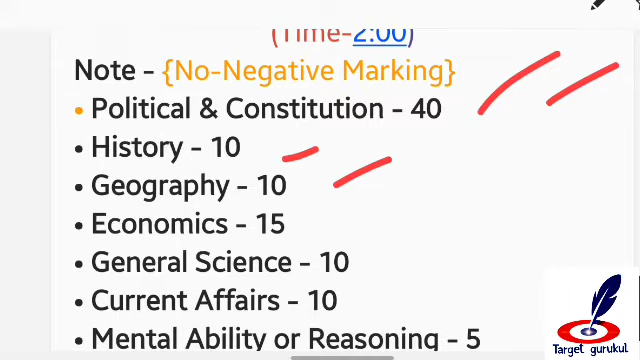 (Time-2:00)
Note - {No-Negative Marking}
• Political & Constitution - 40
• History - 10
• Geography - 10
• Economics - 15
• General Science - 10
• Current Affairs - 10
• Mental Ability or Reasoning - 5
Target gurukul